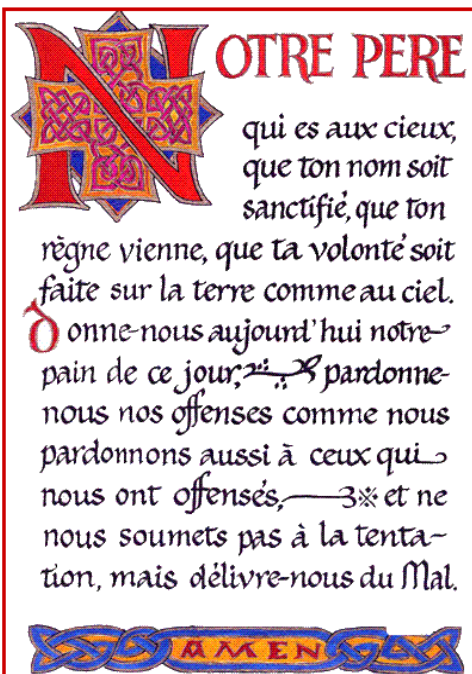 NOTRE PERE
qui es aux cieux,
que ton nom soit
sanctifié, que ton
règne vienne, que ta volonté soit
faite sur la terre comme au ciel.
Donne-nous aujourd'hui notre
pain de ce jour, pardonne-
nous nos offenses comme nous
pardonnons aussi à ceux qui
nous ont offensés, et ne
nous soumets pas à la tenta-
tion, mais délivre-nous du Mal.
AMEN